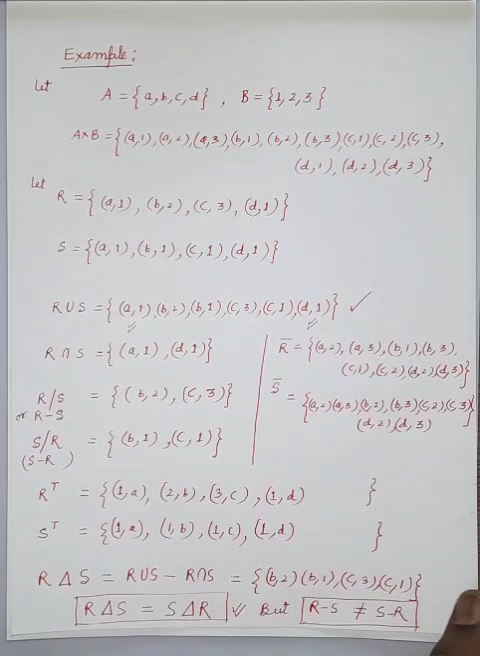 Example:
Let
A = {a,b,c,d} , B = {1,2,3}
A×B = {(a,1),(a,2),(a,3),(b,1),(b,2),(b,3)(c,1)(c,2),(c,3),
(d,1),(d,2),(d,3)}
Let
R = {(a,1), (b,2),(c,3),(d,1)}
S = {(a,1),(b,1),(c,1),(d,1)}
R∪S = {(a,1)(b,2),(b,1),(c,3),(c,1)(d,1)} ✓
R∩S = {(a,1),(d,1)}
R/S = {(b,2),(c,3)}
or R-S
S/R = {(b,1),(c,1)}
(S-R)
R̅ = {(a,2),(a,3),(b,1),(b,3),
(c,1),(c,2)(d,2)(d,3)}
S̅ = {(a,2)(a,3)(b,2),(b,3)(c,2)(c,3)
(d,2)(d,3)}
Rᵀ = {(1,a),(2,b),(3,c),(1,d) }
Sᵀ = {(1,a),(1,b),(1,c),(1,d) }
R Δ S = R∪S − R∩S = {(b,2)(b,1),(c,3)(c,1)}
R Δ S = S Δ R ✓ But R-S ≠ S-R